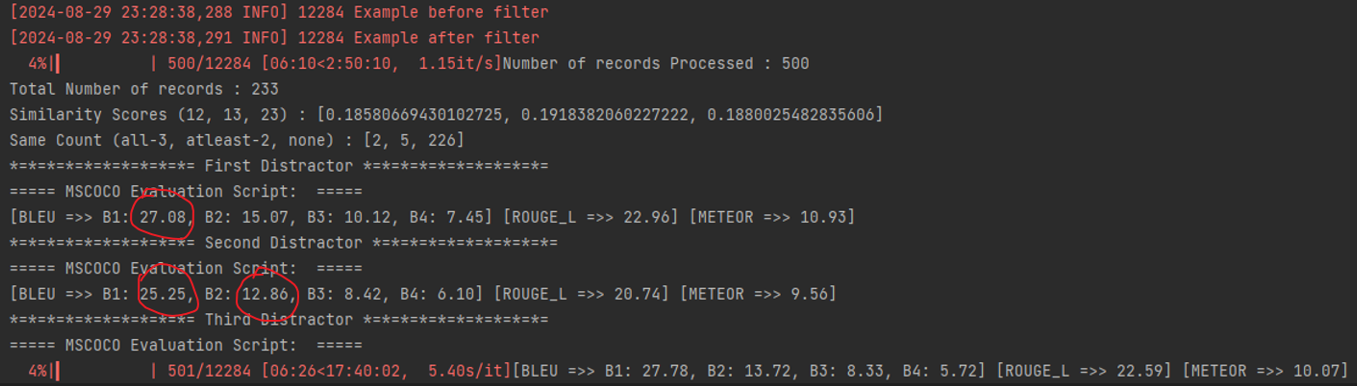 [2024-08-29 23:28:38,288 INFO] 12284 Example before filter
[2024-08-29 23:28:38,291 INFO] 12284 Example after filter
4%|▍         | 500/12284 [06:10<2:50:10,  1.15it/s]Number of records Processed : 500
Total Number of records : 233
Similarity Scores (12, 13, 23) : [0.18580669430102725, 0.1918382060227222, 0.1880025482835606]
Same Count (all-3, atleast-2, none) : [2, 5, 226]
=*=*=*=*=*=*=*=*=*= First Distractor =*=*=*=*=*=*=*=*=*=
===== MSCOCO Evaluation Script:  =====
[BLEU =>> B1: 27.08, B2: 15.07, B3: 10.12, B4: 7.45] [ROUGE_L =>> 22.96] [METEOR =>> 10.93]
=*=*=*=*=*=*=*=*=*= Second Distractor =*=*=*=*=*=*=*=*=*=
===== MSCOCO Evaluation Script:  =====
[BLEU =>> B1: 25.25, B2: 12.86, B3: 8.42, B4: 6.10] [ROUGE_L =>> 20.74] [METEOR =>> 9.56]
=*=*=*=*=*=*=*=*=*= Third Distractor =*=*=*=*=*=*=*=*=*=
===== MSCOCO Evaluation Script:  =====
4%|▍         | 501/12284 [06:26<17:40:02,  5.40s/it][BLEU =>> B1: 27.78, B2: 13.72, B3: 8.33, B4: 5.72] [ROUGE_L =>> 22.59] [METEOR =>> 10.07]